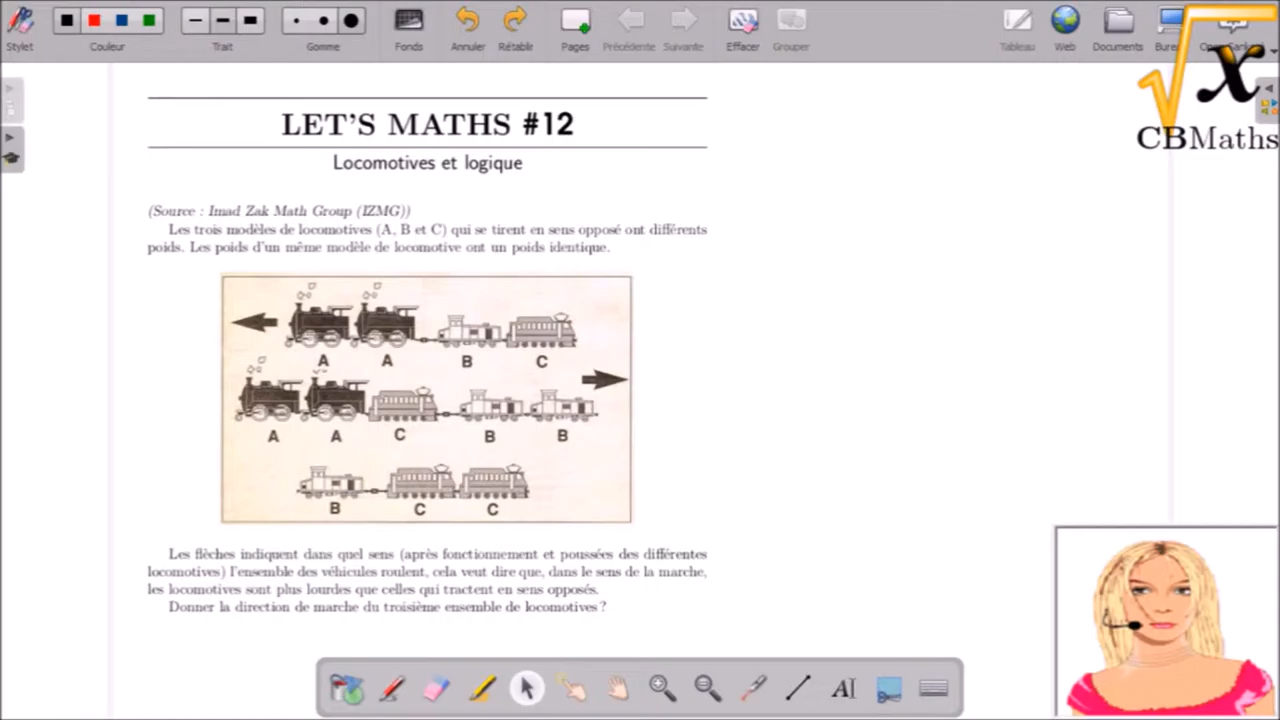 Stylet
Couleur
Trait
Gomme
Fonds
Annuler
Rétablir
Pages
Précédente
Suivante
Effacer
Grouper
Tableau
Web
Documents
x
CBMaths
LET'S MATHS #12
Locomotives et logique
(Source : Imad Zak Math Group (IZMG))
Les trois modèles de locomotives (A, B et C) qui se tirent en sens opposé ont différents
poids. Les poids d'un même modèle de locomotive ont un poids identique.
A A B C
A A C B B
B C C
Les flèches indiquent dans quel sens (après fonctionnement et poussées des différentes
locomotives) l'ensemble des véhicules roulent, cela veut dire que, dans le sens de la marche,
les locomotives sont plus lourdes que celles qui tractent en sens opposés.
Donner la direction de marche du troisième ensemble de locomotives ?
AI